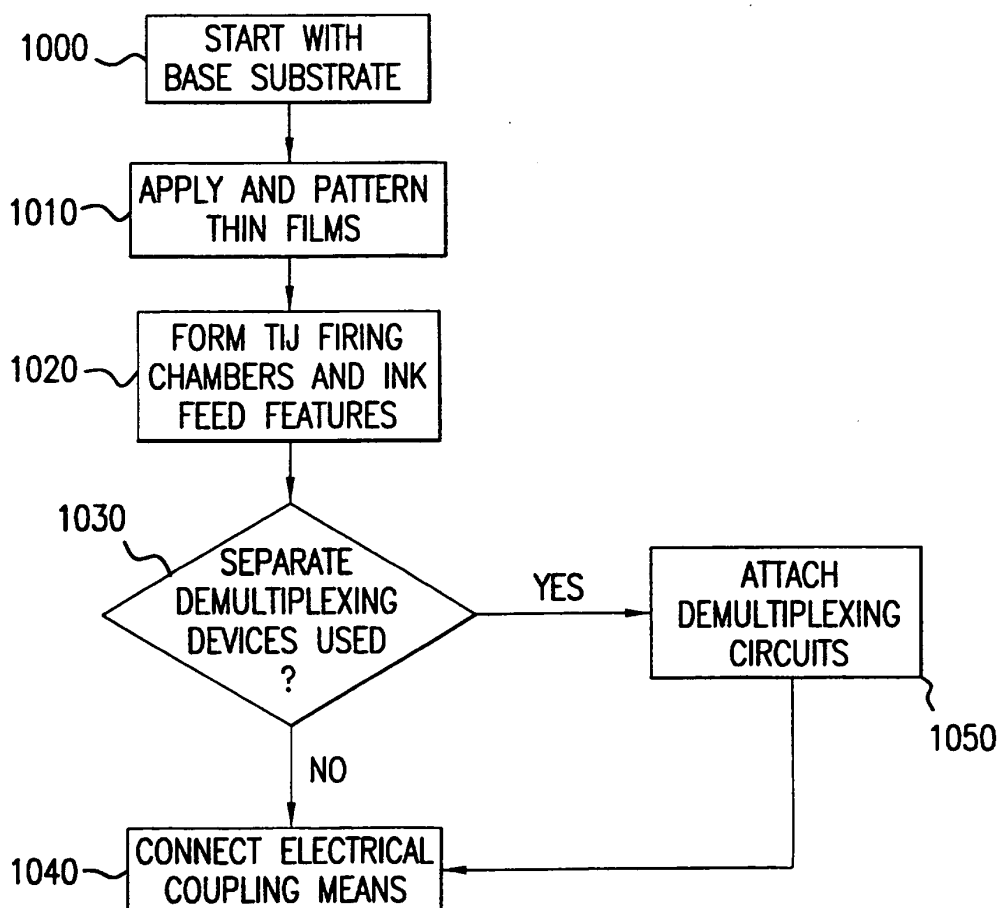 1000
START WITH
BASE SUBSTRATE
1010
APPLY AND PATTERN
THIN FILMS
1020
FORM TIJ FIRING
CHAMBERS AND INK
FEED FEATURES
1030
SEPARATE
DEMULTIPLEXING
DEVICES USED
?
YES
ATTACH
DEMULTIPLEXING
CIRCUITS
1050
NO
1040
CONNECT ELECTRICAL
COUPLING MEANS